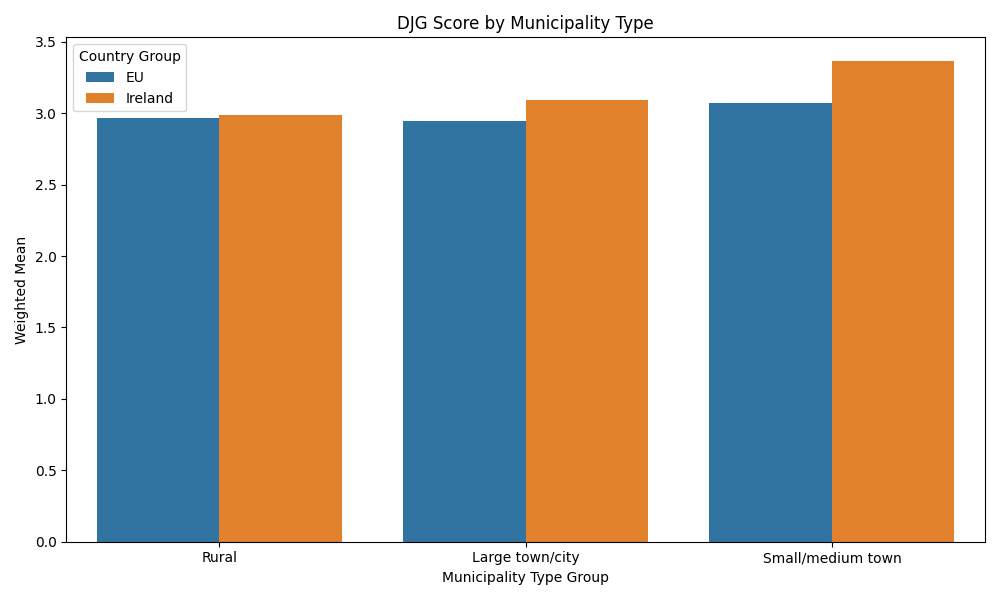 DJG Score by Municipality Type
Country Group
EU
Ireland
Weighted Mean
3.5
3.0
2.5
2.0
1.5
1.0
0.5
0.0
Rural
Large town/city
Small/medium town
Municipality Type Group